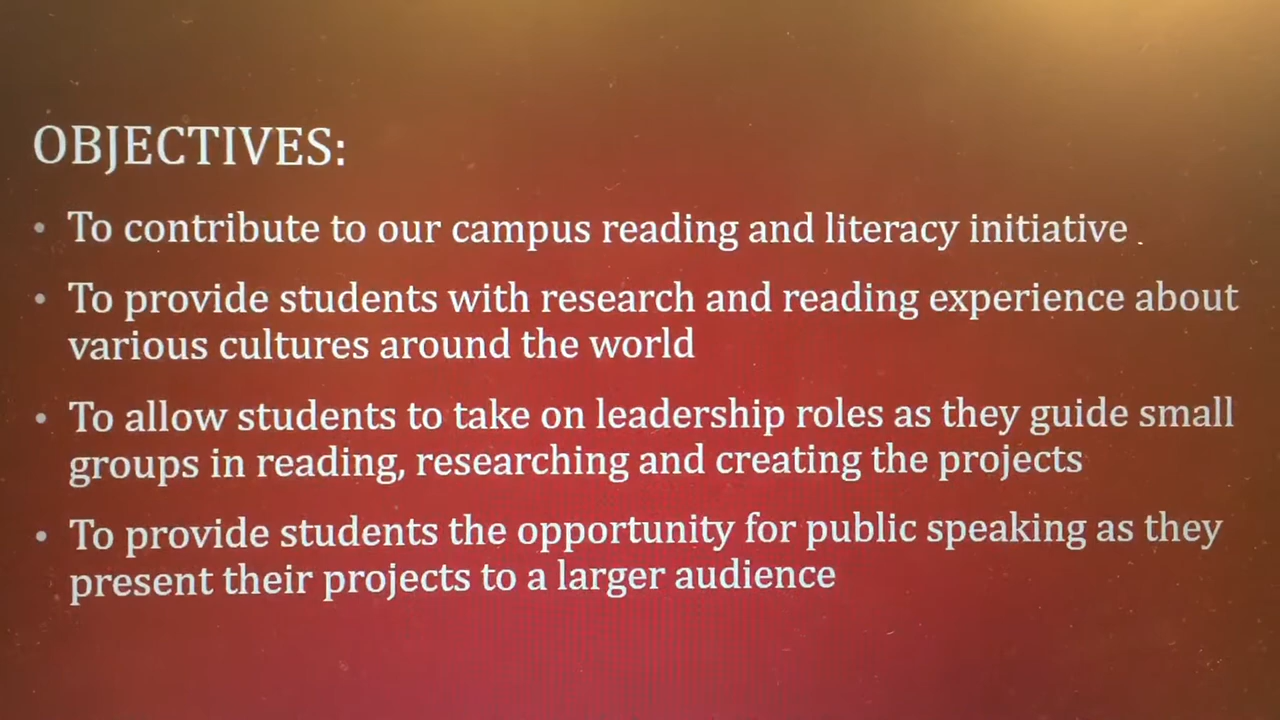 OBJECTIVES:
• To contribute to our campus reading and literacy initiative .
• To provide students with research and reading experience about
various cultures around the world
• To allow students to take on leadership roles as they guide small
groups in reading, researching and creating the projects
• To provide students the opportunity for public speaking as they
present their projects to a larger audience